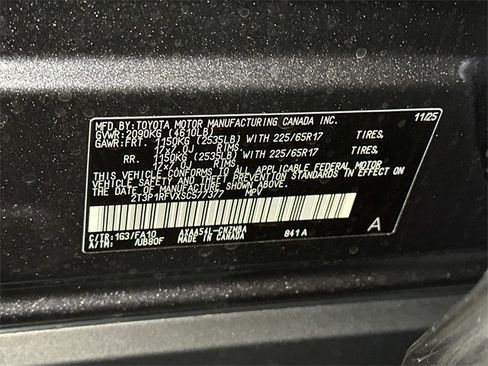 MFD.BY:TOYOTA MOTOR MANUFACTURING CANADA INC. 11/25
GVWR:2090KG (4610LB)
GAWR: FRT. 1150KG (2535LB) WITH 225/65R17 TIRES,
17X7.0J RIMS
RR. 1150KG (2535LB) WITH 225/65R17 TIRES,
17X7.0J RIMS
THIS VEHICLE CONFORMS TO ALL APPLICABLE FEDERAL MOTOR
VEHICLE SAFETY AND THEFT PREVENTION STANDARDS IN EFFECT ON
THE DATE OF MANUFACTURE SHOWN ABOVE.
2T3P1RFVXSC577377 MPV
C/TR:1G3/FA10 AXAA54L-CNZMBA 841A A
A/TM: /UB80F MADE IN CANADA